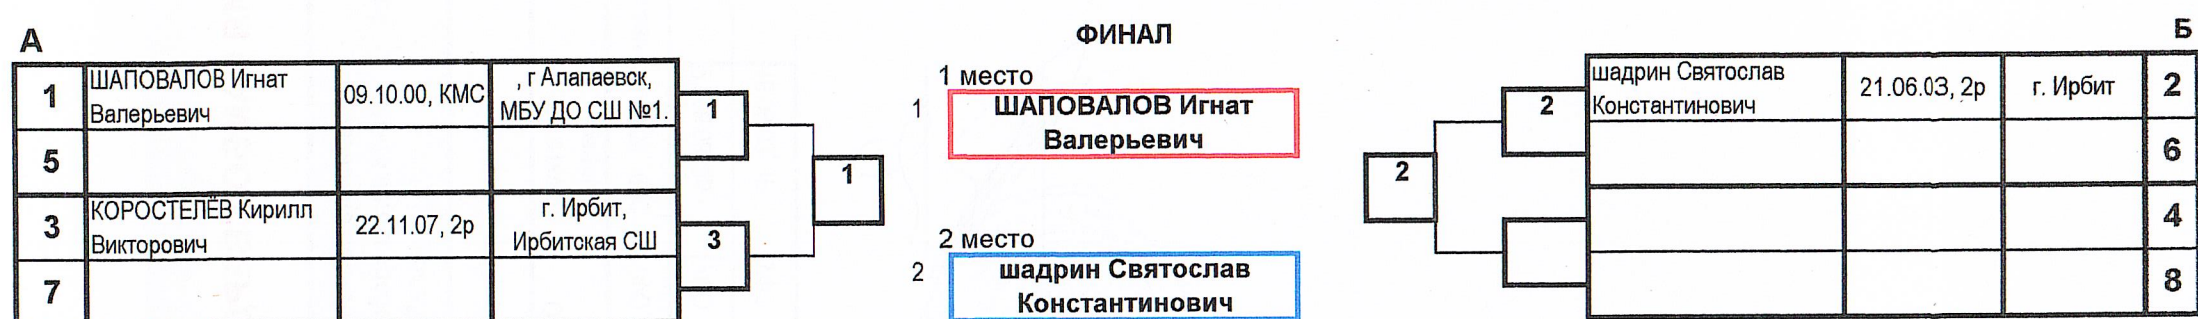 А
ФИНАЛ
Б
1
ШАПОВАЛОВ Игнат
Валерьевич
09.10.00, КМС
, г Алапаевск,
МБУ ДО СШ №1.
5
3
КОРОСТЕЛЁВ Кирилл
Викторович
22.11.07, 2р
г. Ирбит,
Ирбитская СШ
7
1
3
1
1 место
1
ШАПОВАЛОВ Игнат
Валерьевич
2 место
2
шадрин Святослав
Константинович
2
2
шадрин Святослав
Константинович
21.06.03, 2р
г. Ирбит
2
6
4
8